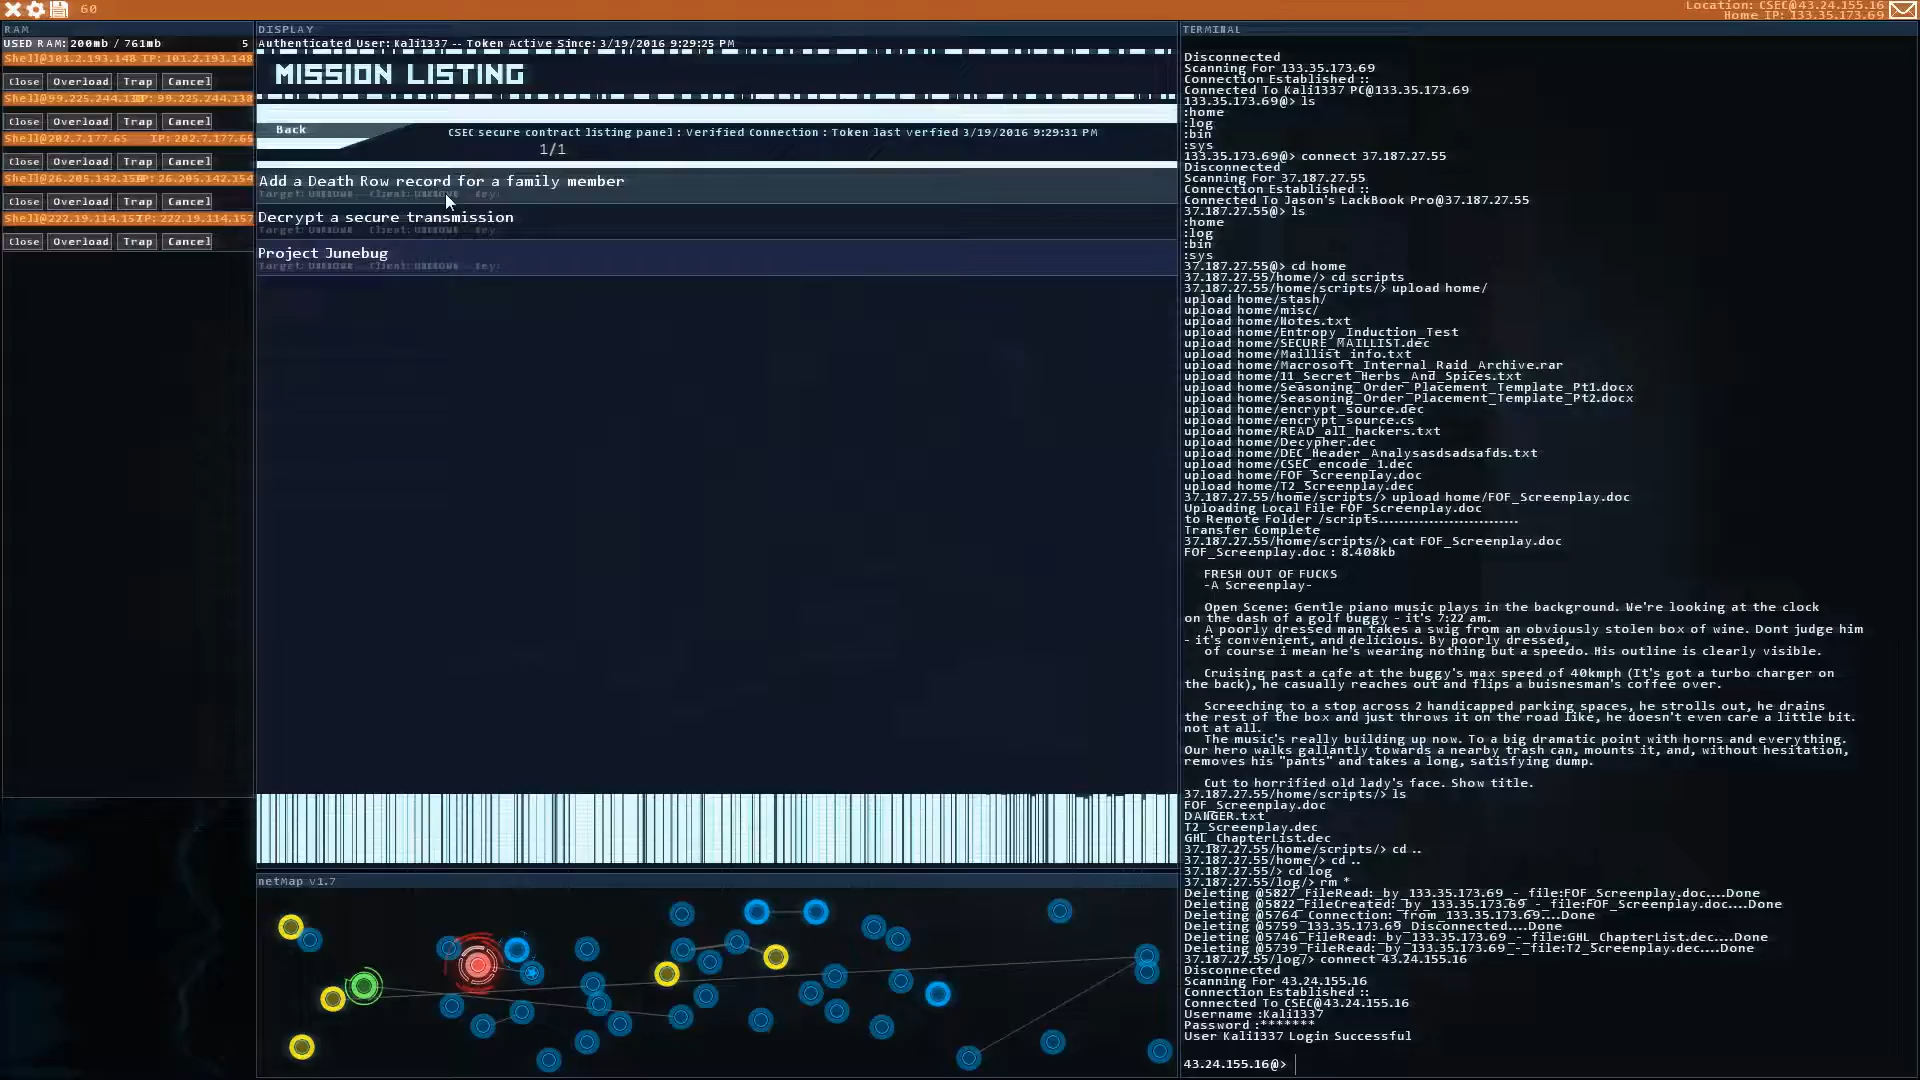 60
Location: CSEC@43.24.155.16
Home IP: 133.35.173.69
RAM
USED RAM: 200mb / 761mb 5
Shell@101.2.193.148 IP: 101.2.193.148
Close Overload Trap Cancel
Shell@99.225.244.138 IP: 99.225.244.138
Close Overload Trap Cancel
Shell@202.7.177.65 IP: 202.7.177.65
Close Overload Trap Cancel
Shell@26.205.142.154 IP: 26.205.142.154
Close Overload Trap Cancel
Shell@222.19.114.157 IP: 222.19.114.157
Close Overload Trap Cancel
DISPLAY
Authenticated User: Kali1337 -- Token Active Since: 3/19/2016 9:29:25 PM
MISSION LISTING
Back
CSEC secure contract listing panel : Verified Connection : Token last verfied 3/19/2016 9:29:31 PM
1/1
Add a Death Row record for a family member
Target: UNKNOWN Client: UNKNOWN Key:
Decrypt a secure transmission
Target: UNKNOWN Client: UNKNOWN Key:
Project Junebug
Target: UNKNOWN Client: UNKNOWN Key:
netMap v1.7
TERMINAL
Disconnected
Scanning For 133.35.173.69
Connection Established ::
Connected To Kali1337 PC@133.35.173.69
133.35.173.69@> ls
:home
:log
:bin
:sys
133.35.173.69@> connect 37.187.27.55
Disconnected
Scanning For 37.187.27.55
Connection Established ::
Connected To Jason's LackBook Pro@37.187.27.55
37.187.27.55@> ls
:home
:log
:bin
:sys
37.187.27.55@> cd home
37.187.27.55/home/> cd scripts
37.187.27.55/home/scripts/> upload home/
upload home/stash/
upload home/misc/
upload home/Notes.txt
upload home/Entropy_Induction_Test
upload home/SECURE_MAILLIST.dec
upload home/Maillist_info.txt
upload home/Macrosoft_Internal_Raid_Archive.rar
upload home/11_Secret_Herbs_And_Spices.txt
upload home/Seasoning_Order_Placement_Template_Pt1.docx
upload home/Seasoning_Order_Placement_Template_Pt2.docx
upload home/encrypt_source.dec
upload home/encrypt_source.cs
upload home/READ_all_hackers.txt
upload home/Decypher.dec
upload home/DEC_Header_Analysasdsadsafds.txt
upload home/CSEC_encode_1.dec
upload home/FOF_Screenplay.doc
upload home/T2_Screenplay.dec
37.187.27.55/home/scripts/> upload home/FOF_Screenplay.doc
Uploading Local File FOF_Screenplay.doc
to Remote Folder /scripts............................
Transfer Complete
37.187.27.55/home/scripts/> cat FOF_Screenplay.doc
FOF_Screenplay.doc : 8.408kb
FRESH OUT OF FUCKS
-A Screenplay-
Open Scene: Gentle piano music plays in the background. We're looking at the clock
on the dash of a golf buggy - it's 7:22 am.
A poorly dressed man takes a swig from an obviously stolen box of wine. Dont judge him
- it's convenient, and delicious. By poorly dressed,
of course i mean he's wearing nothing but a speedo. His outline is clearly visible.
Cruising past a cafe at the buggy's max speed of 40kmph (It's got a turbo charger on
the back), he casually reaches out and flips a buisnesman's coffee over.
Screeching to a stop across 2 handicapped parking spaces, he strolls out, he drains
the rest of the box and just throws it on the road like, he doesn't even care a little bit.
not at all.
The music's really building up now. To a big dramatic point with horns and everything.
Our hero walks gallantly towards a nearby trash can, mounts it, and, without hesitation,
removes his "pants" and takes a long, satisfying dump.
Cut to horrified old lady's face. Show title.
37.187.27.55/home/scripts/> ls
FOF_Screenplay.doc
DANGER.txt
T2_Screenplay.dec
GHL_ChapterList.dec
37.187.27.55/home/scripts/> cd ..
37.187.27.55/home/> cd ..
37.187.27.55/> cd log
37.187.27.55/log/> rm *
Deleting @5827_FileRead:_by_133.35.173.69_-_file:FOF_Screenplay.doc....Done
Deleting @5822_FileCreated:_by_133.35.173.69_-_file:FOF_Screenplay.doc....Done
Deleting @5764_Connection:_from_133.35.173.69....Done
Deleting @5759_133.35.173.69_Disconnected....Done
Deleting @5746_FileRead:_by_133.35.173.69_-_file:GHL_ChapterList.dec....Done
Deleting @5739_FileRead:_by_133.35.173.69_-_file:T2_Screenplay.dec....Done
37.187.27.55/log/> connect 43.24.155.16
Disconnected
Scanning For 43.24.155.16
Connection Established ::
Connected To CSEC@43.24.155.16
Username :Kali1337
Password :*******
User Kali1337 Login Successful
43.24.155.16@>